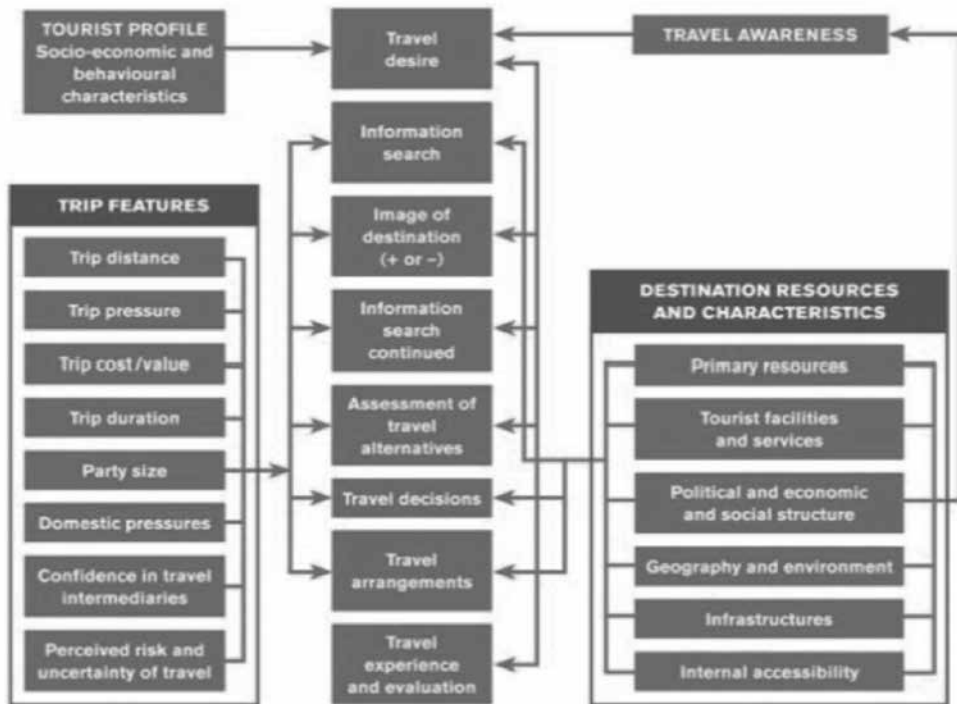 TOURIST PROFILE
Socio-economic and
behavioural
characteristics
Travel
desire
TRAVEL AWARENESS
Information
search
Image of
destination
(+ or –)
Information
search
continued
Assessment of
travel
alternatives
Travel decisions
Travel
arrangements
Travel
experience
and evaluation
TRIP FEATURES
Trip distance
Trip pressure
Trip cost/value
Trip duration
Party size
Domestic pressures
Confidence in travel
intermediaries
Perceived risk and
uncertainty of travel
DESTINATION RESOURCES
AND CHARACTERISTICS
Primary resources
Tourist facilities
and services
Political and economic
and social structure
Geography and environment
Infrastructures
Internal accessibility